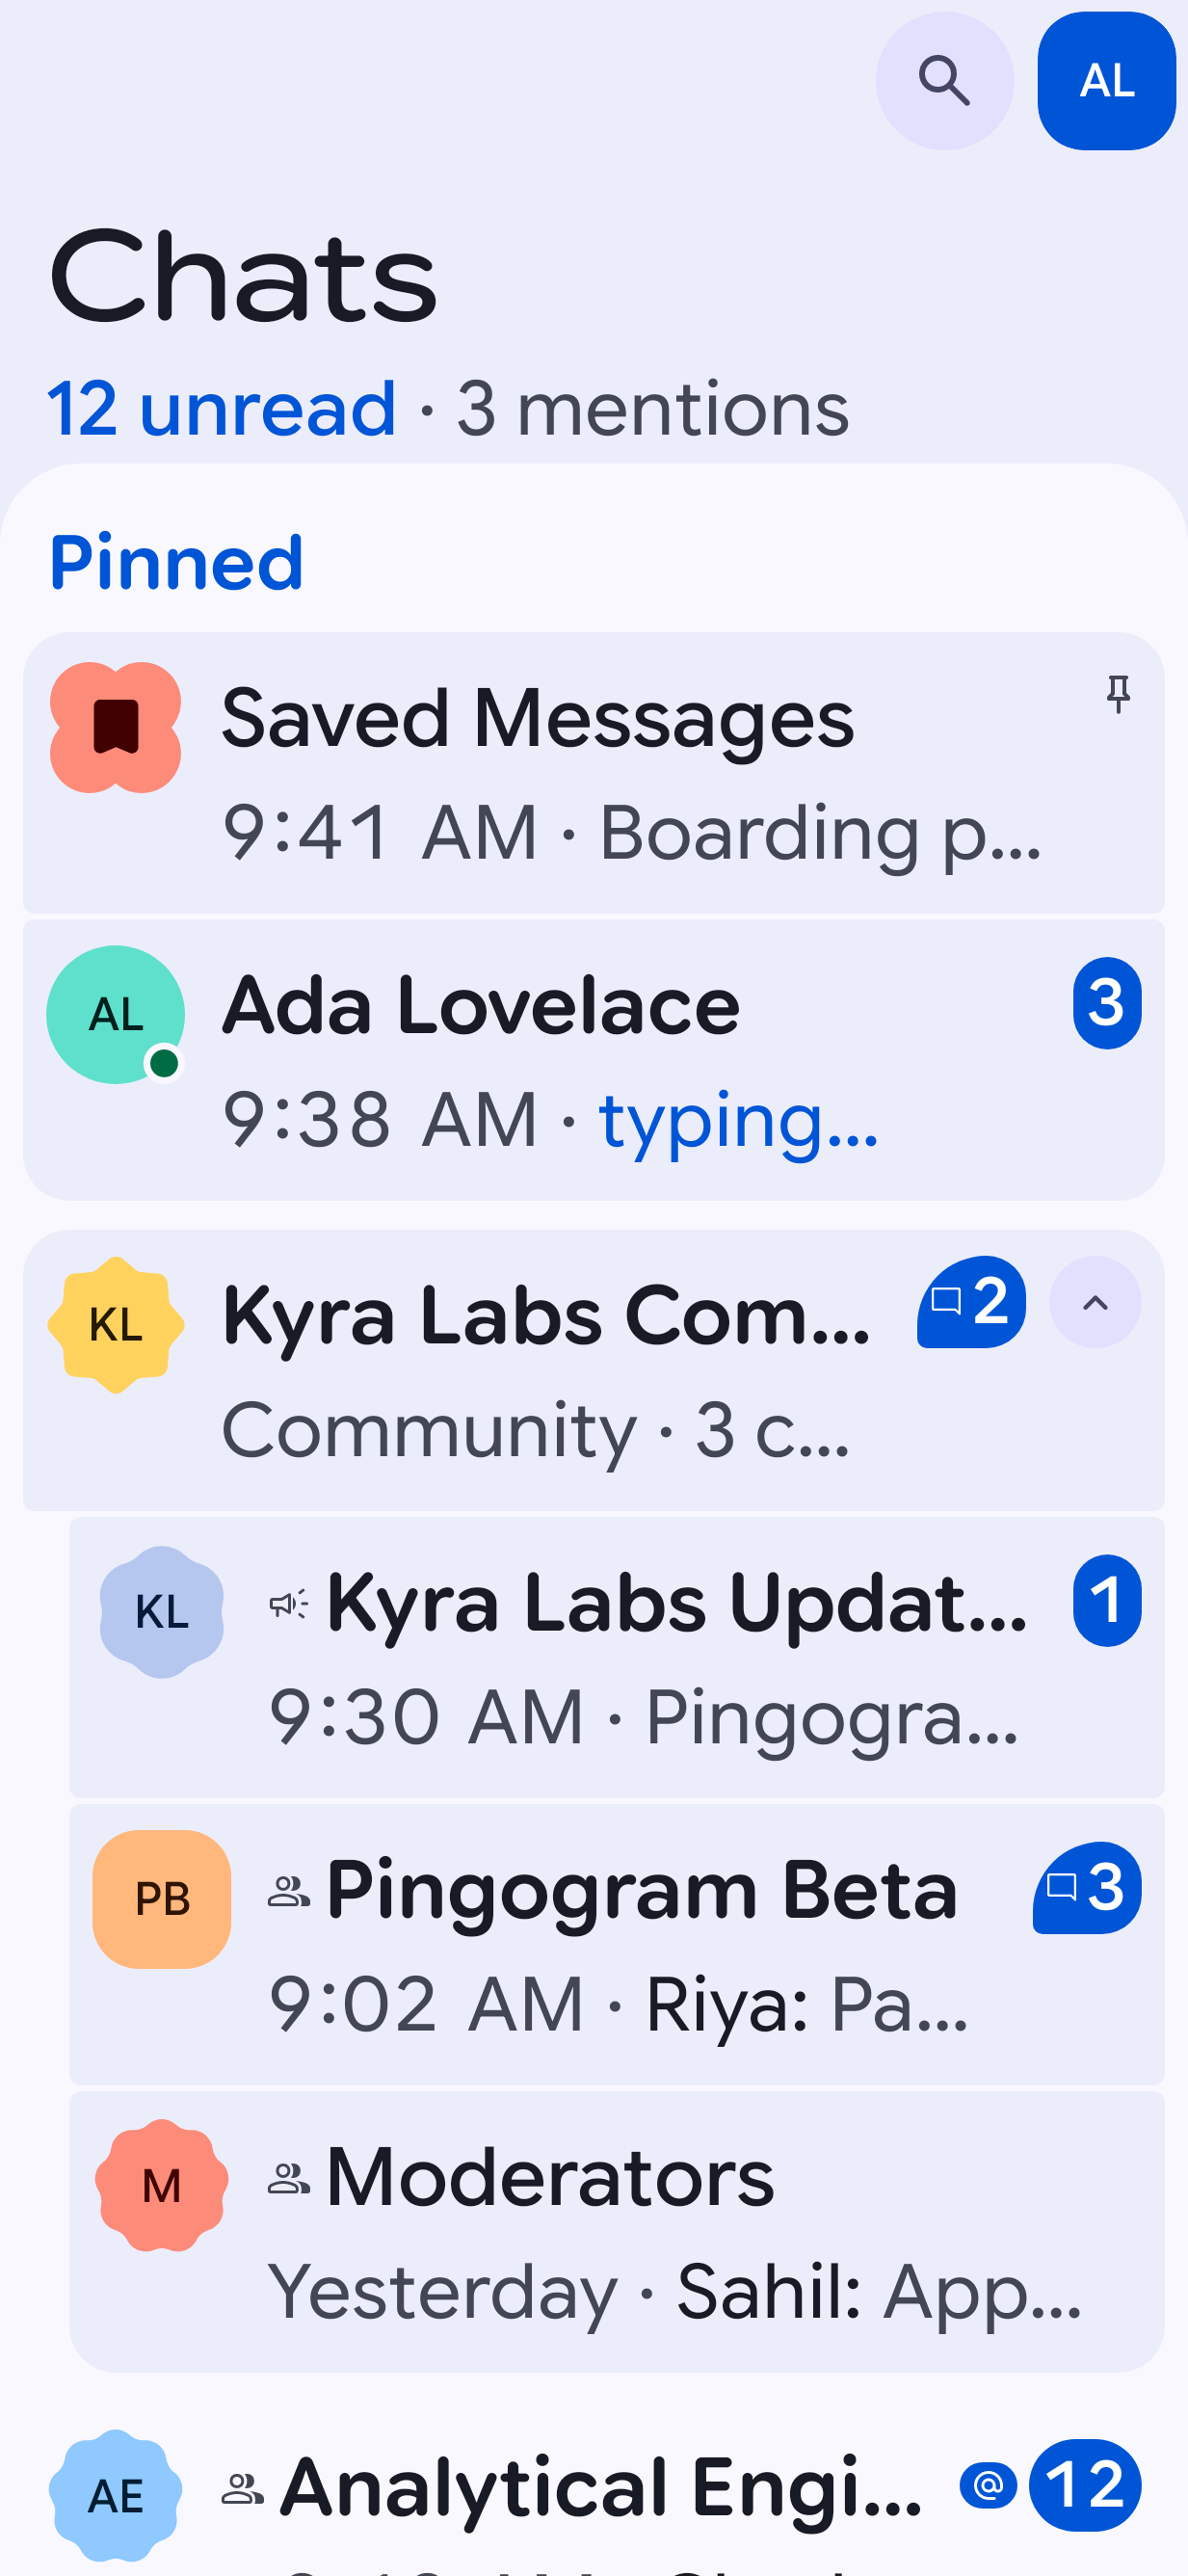 AL
Chats
12 unread · 3 mentions
Pinned
Saved Messages
9:41 AM · Boarding p...
AL
Ada Lovelace
3
9:38 AM · typing...
KL
Kyra Labs Com...
2
Community · 3 c...
KL
Kyra Labs Updat...
1
9:30 AM · Pingogra...
PB
Pingogram Beta
3
9:02 AM · Riya: Pa...
M
Moderators
Yesterday · Sahil: App...
AE
Analytical Engi...
@ 12